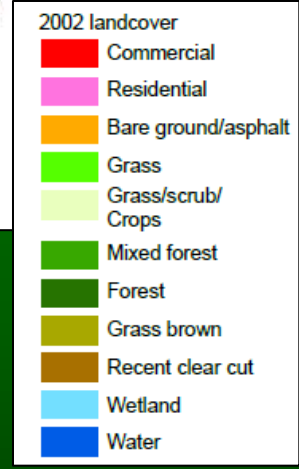 2002 landcover
Commercial
Residential
Bare ground/asphalt
Grass
Grass/scrub/
Crops
Mixed forest
Forest
Grass brown
Recent clear cut
Wetland
Water